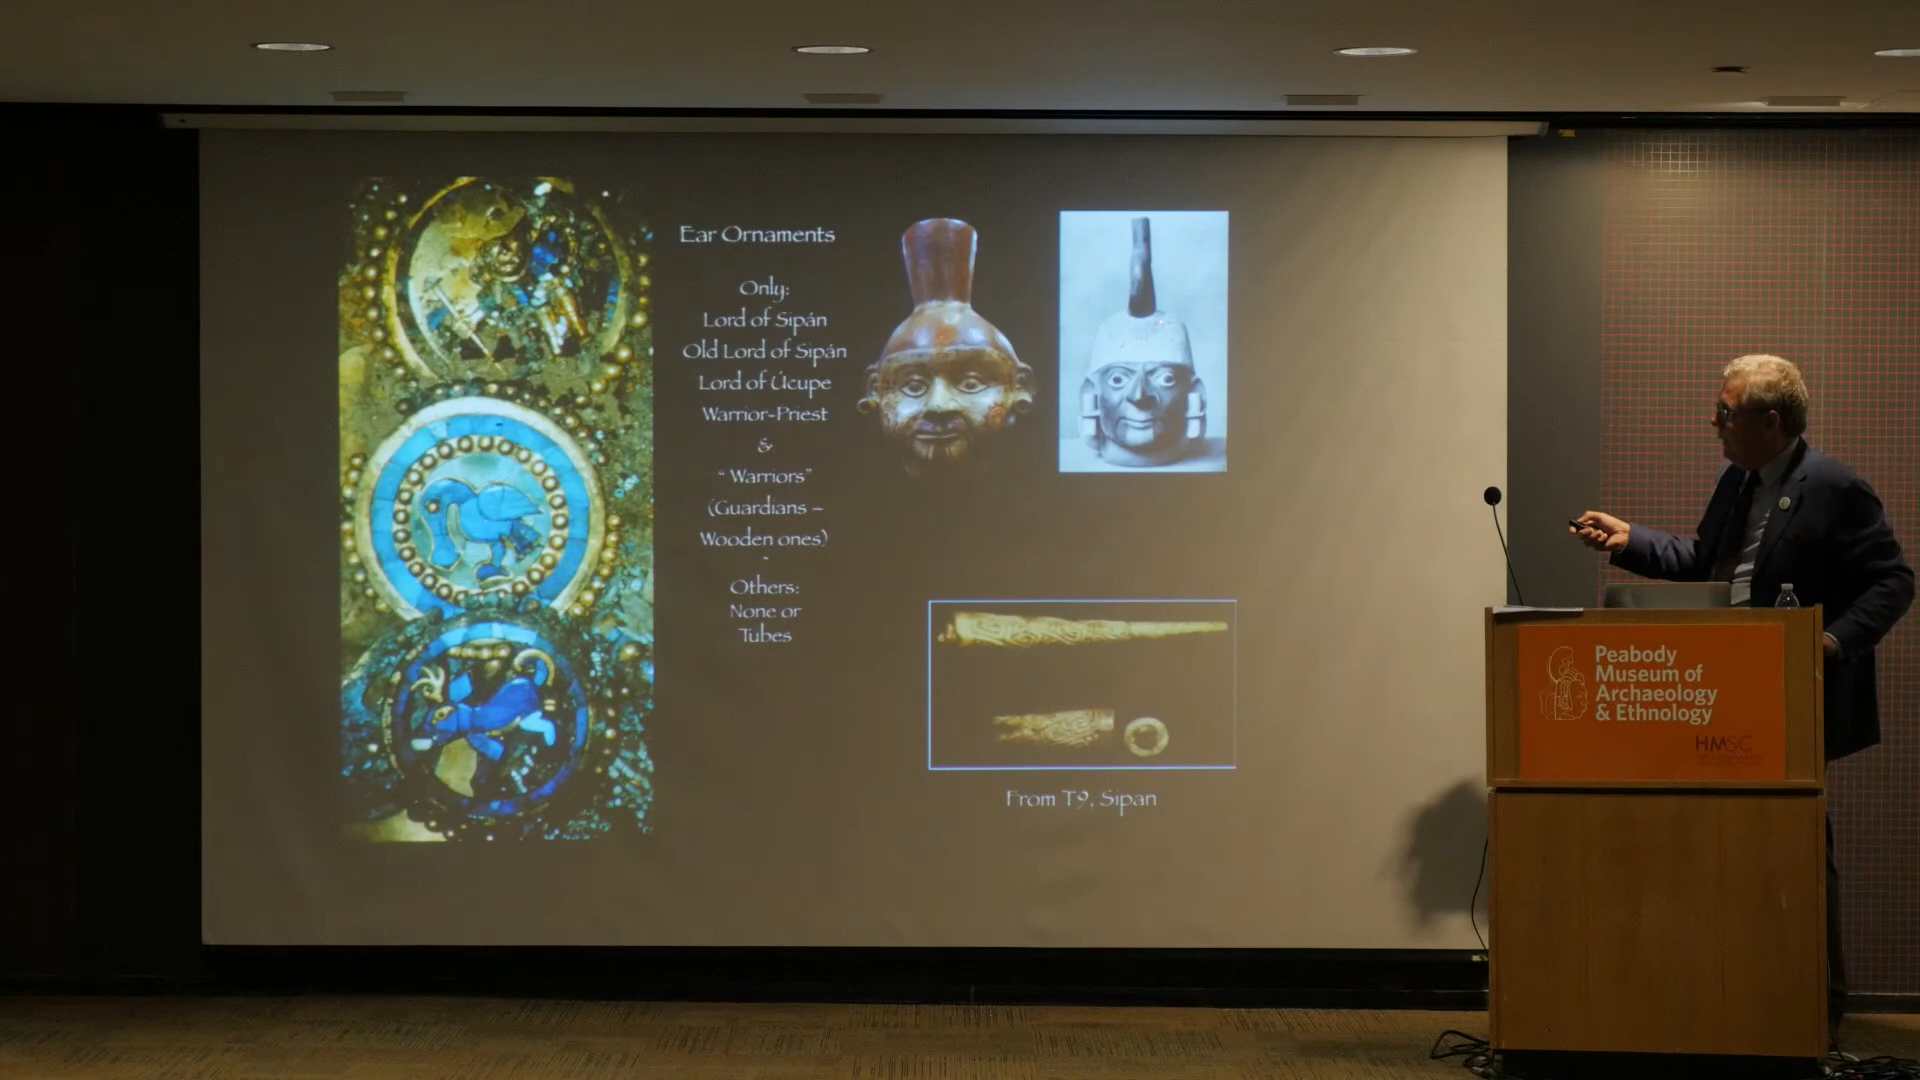 Ear Ornaments
Only:
Lord of Sipán
Old Lord of Sipán
Lord of Úcupe
Warrior-Priest
&
“ Warriors”
(Guardians –
Wooden ones)
Others:
None or
Tubes
From T9, Sipan
Peabody
Museum of
Archaeology
& Ethnology
HMSC